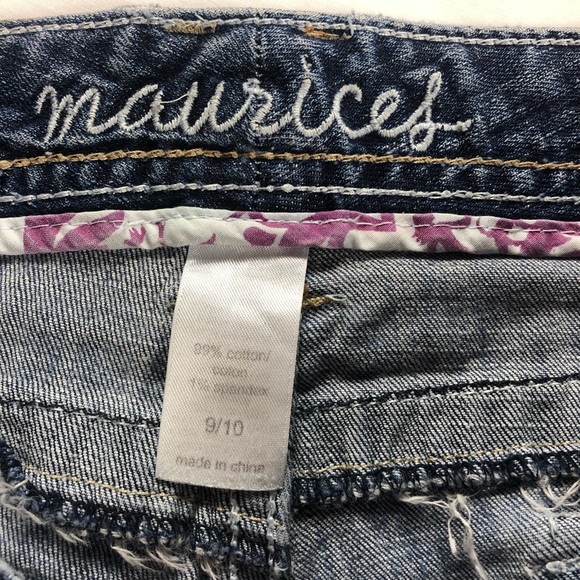 maurices
99% cotton/
coton
1% spandex
9/10
made in china